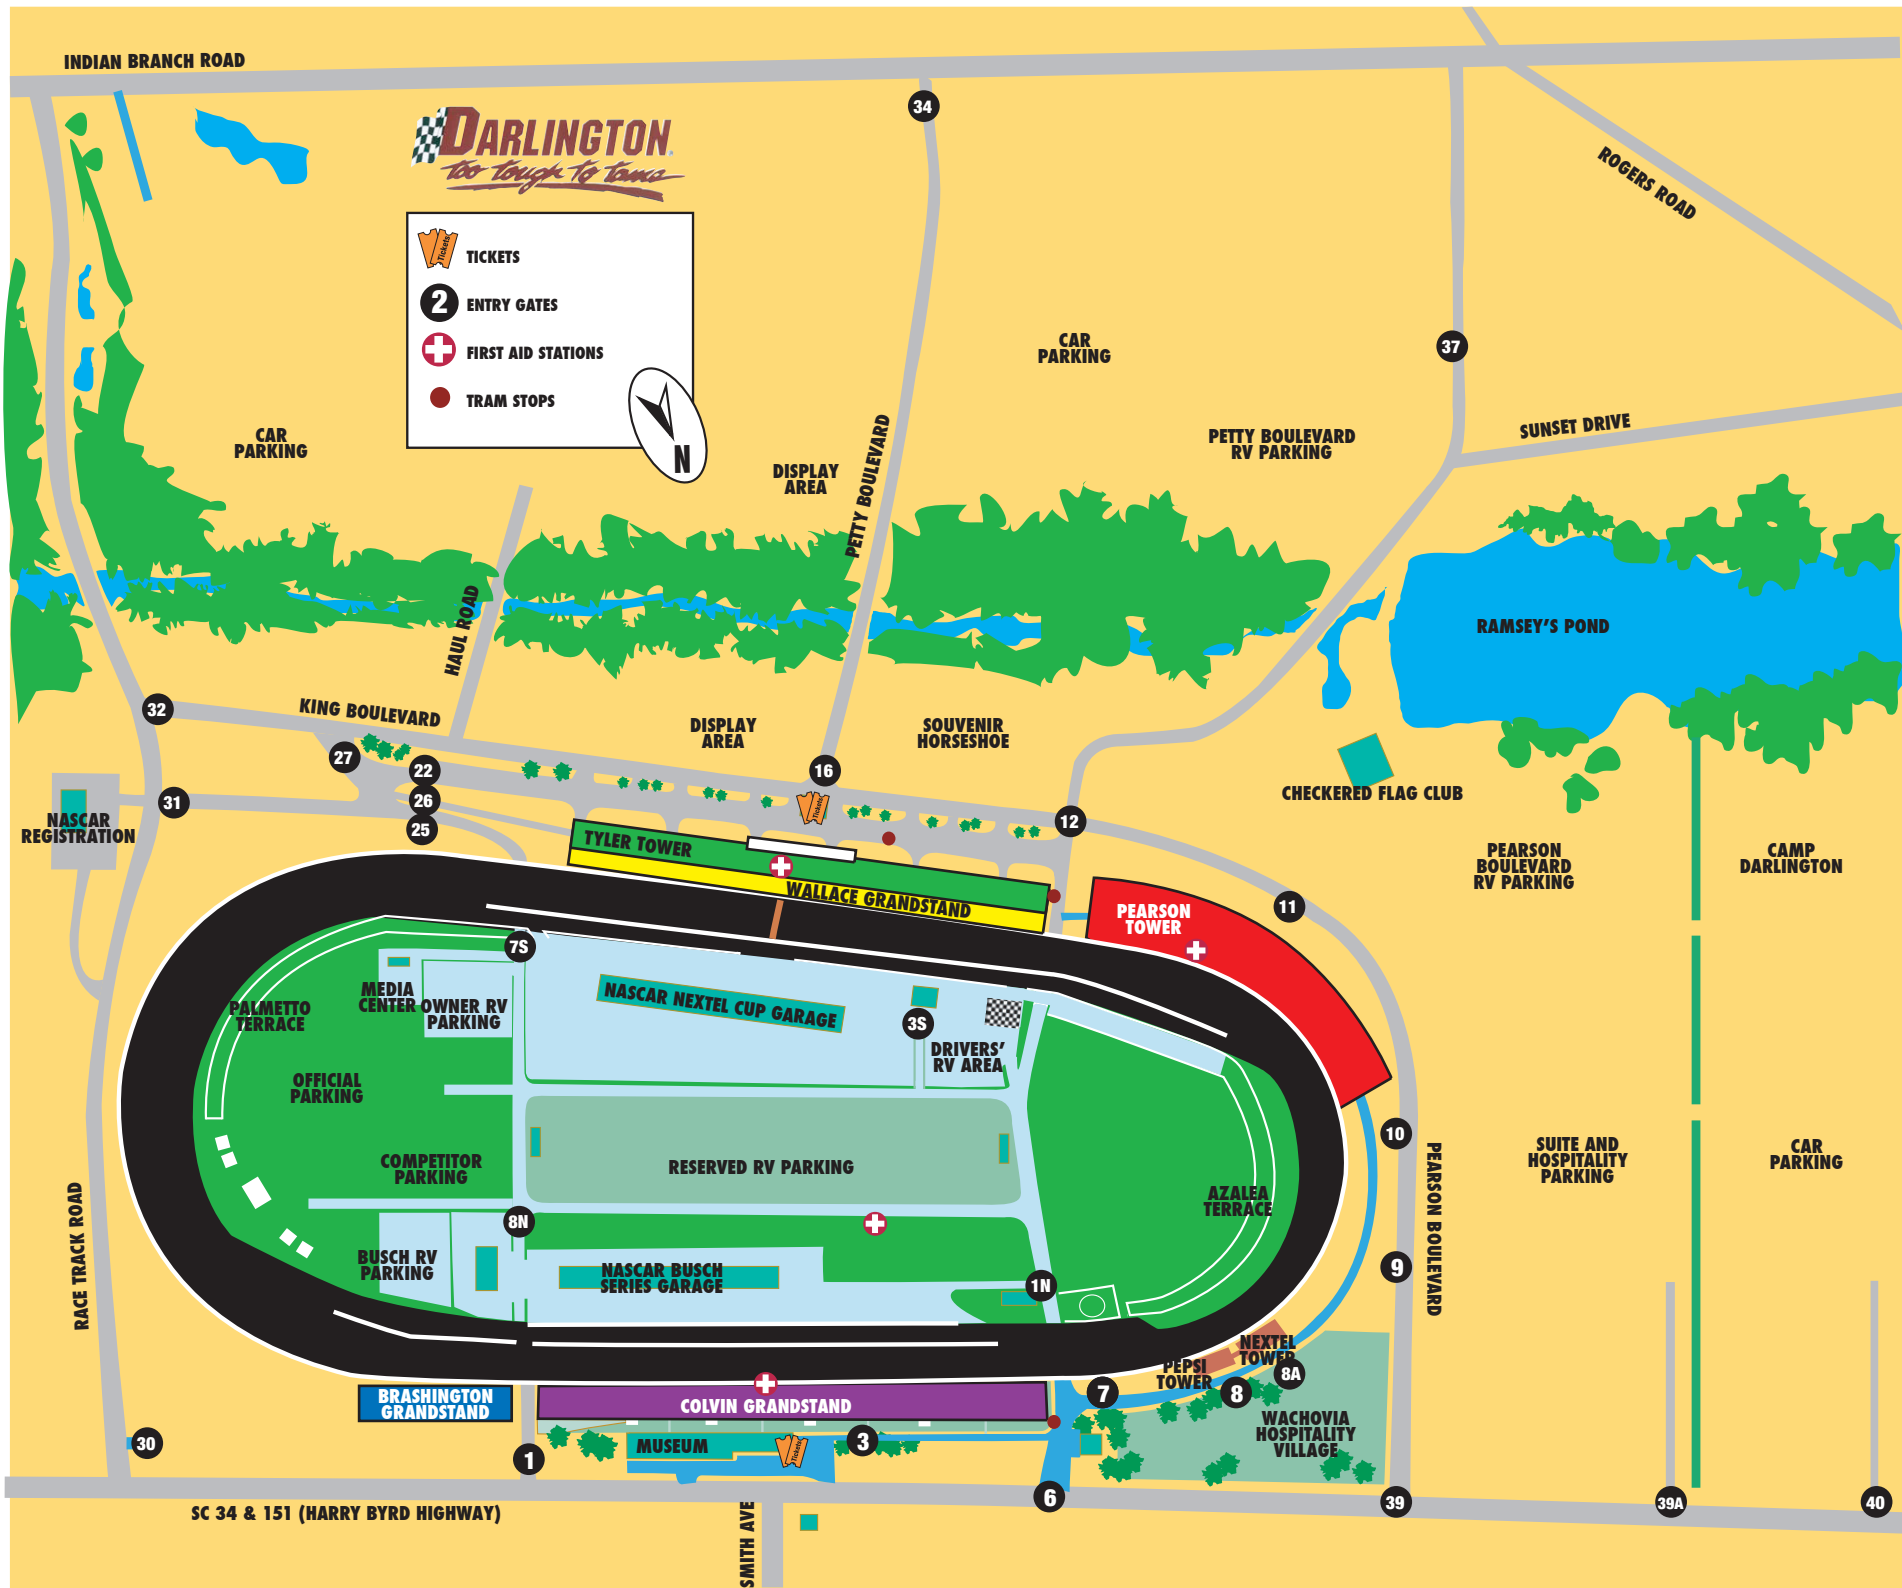 INDIAN BRANCH ROAD
34
DARLINGTON
too tough to tame
ROGERS ROAD
Tickets
TICKETS
2
ENTRY GATES
FIRST AID STATIONS
TRAM STOPS
N
CAR
PARKING
37
CAR
PARKING
DISPLAY
AREA
PETTY BOULEVARD
PETTY BOULEVARD
RV PARKING
SUNSET DRIVE
HAUL ROAD
RAMSEY'S POND
32
KING BOULEVARD
DISPLAY
AREA
SOUVENIR
HORSESHOE
27
22
16
26
31
25
Tickets
12
CHECKERED FLAG CLUB
NASCAR
REGISTRATION
TYLER TOWER
WALLACE GRANDSTAND
PEARSON
TOWER
11
PEARSON
BOULEVARD
RV PARKING
CAMP
DARLINGTON
7S
MEDIA
CENTER
OWNER RV
PARKING
PALMETTO
TERRACE
NASCAR NEXTEL CUP GARAGE
3S
DRIVERS'
RV AREA
OFFICIAL
PARKING
10
COMPETITOR
PARKING
RESERVED RV PARKING
SUITE AND
HOSPITALITY
PARKING
CAR
PARKING
AZALEA
TERRACE
RACE TRACK ROAD
8N
PEARSON BOULEVARD
BUSCH RV
PARKING
NASCAR BUSCH
SERIES GARAGE
1N
9
NEXTEL
TOWER
PEPSI
TOWER
8A
BRASHINGTON
GRANDSTAND
COLVIN GRANDSTAND
7
8
WACHOVIA
HOSPITALITY
VILLAGE
30
1
MUSEUM
Tickets
3
6
39
39A
40
SC 34 & 151 (HARRY BYRD HIGHWAY)
SMITH AVE